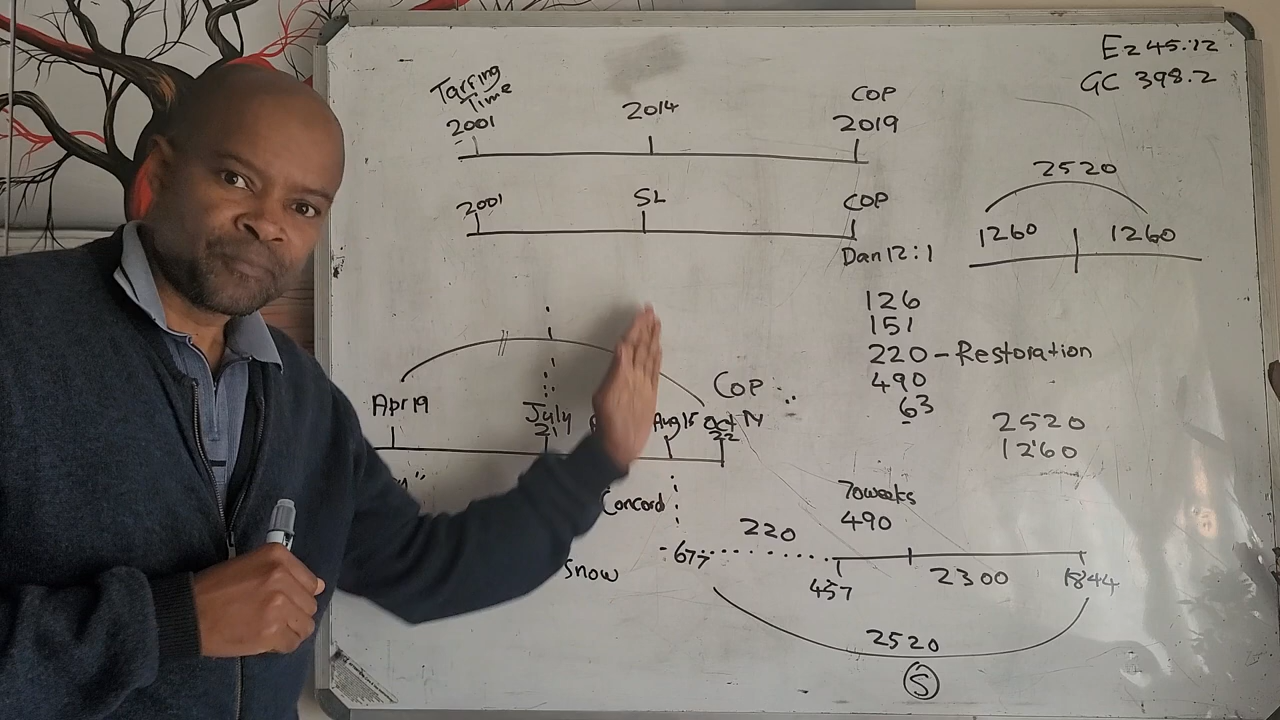 Ez 45:12
GC 398.2
Tarring Time
2001
2014
COP
2019
2001
SL
COP
Dan 12:1
2520
1260
1260
126
151
220 - Restoration
490
63
2520
1260
Apr 19
July
21
Aug 15
Oct
22
COP
Concord
Snow
70weeks
490
220
677
457
2300
1844
2520
S